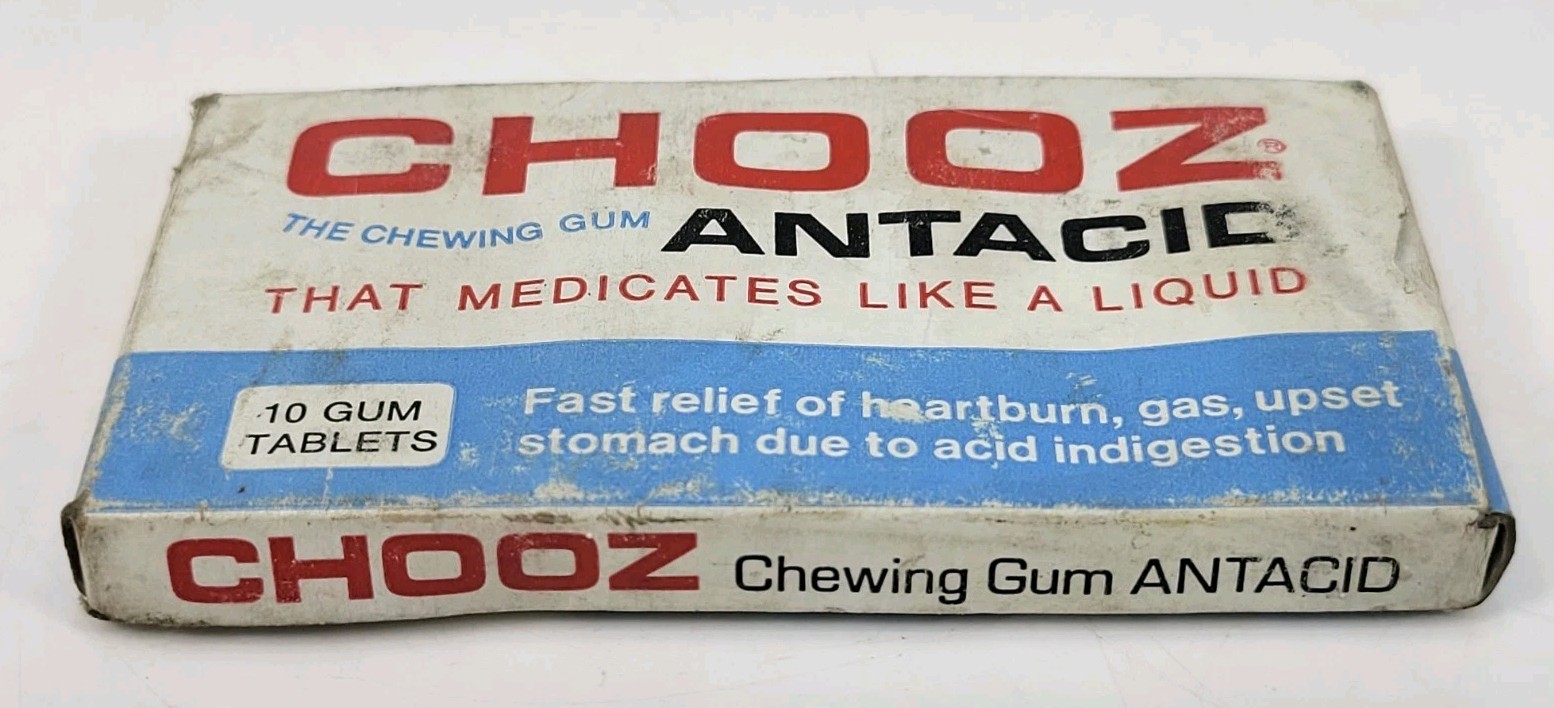 CHOOZ®
THE CHEWING GUM ANTACID
THAT MEDICATES LIKE A LIQUID
10 GUM
TABLETS
Fast relief of heartburn, gas, upset
stomach due to acid indigestion
CHOOZ Chewing Gum ANTACID